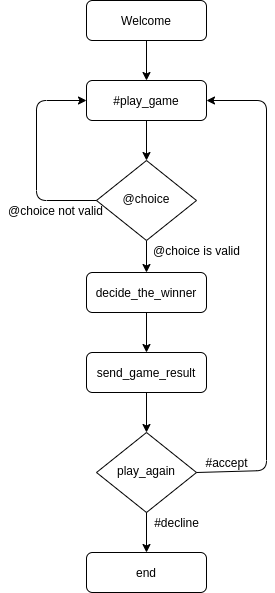 Welcome
#play_game
@choice
@choice not valid
@choice is valid
decide_the_winner
send_game_result
play_again
#accept
#decline
end